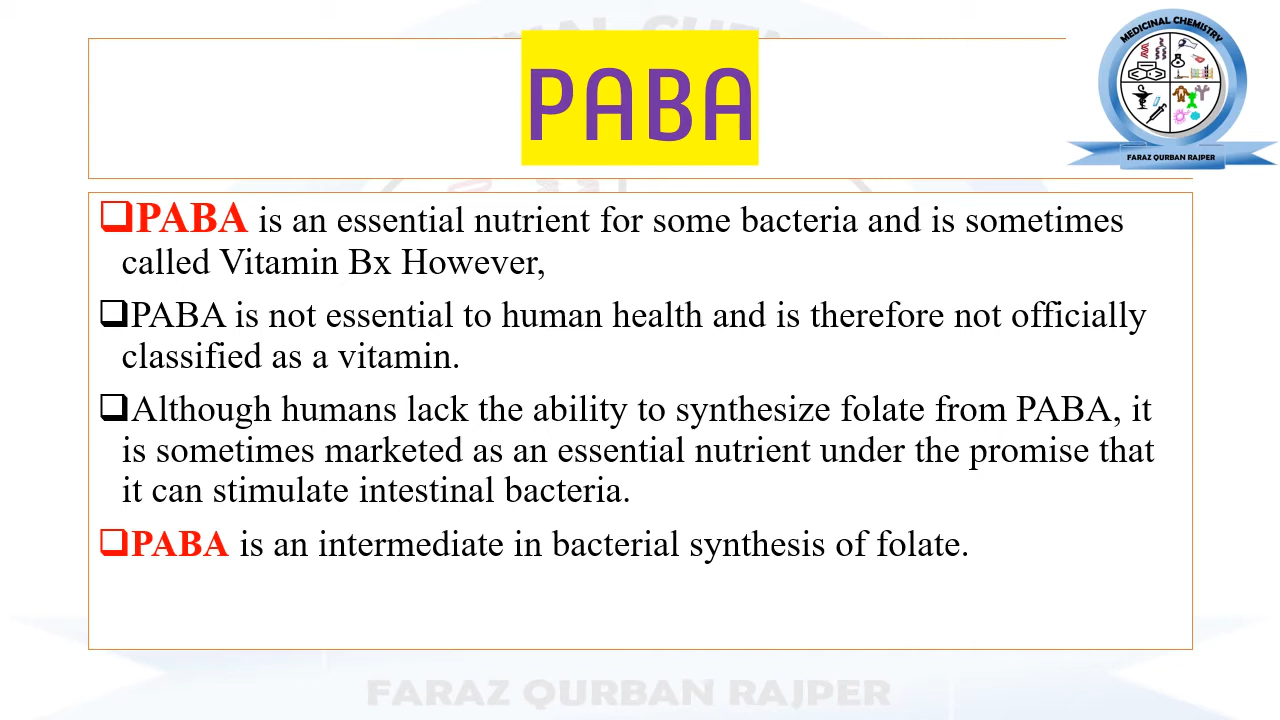 PABA
MEDICINAL CHEMISTRY
FARAZ QURBAN RAJPER
PABA is an essential nutrient for some bacteria and is sometimes
called Vitamin Bx However,
PABA is not essential to human health and is therefore not officially
classified as a vitamin.
Although humans lack the ability to synthesize folate from PABA, it
is sometimes marketed as an essential nutrient under the promise that
it can stimulate intestinal bacteria.
PABA is an intermediate in bacterial synthesis of folate.
FARAZ QURBAN RAJPER